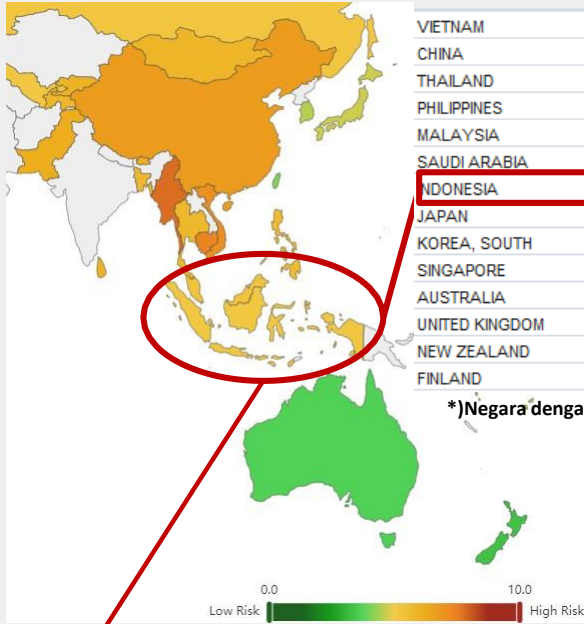 VIETNAM
CHINA
THAILAND
PHILIPPINES
MALAYSIA
SAUDI ARABIA
NDONESIA
JAPAN
KOREA, SOUTH
SINGAPORE
AUSTRALIA
UNITED KINGDOM
NEW ZEALAND
FINLAND
*)Negara denga
0.0 10.0
Low Risk High Risk